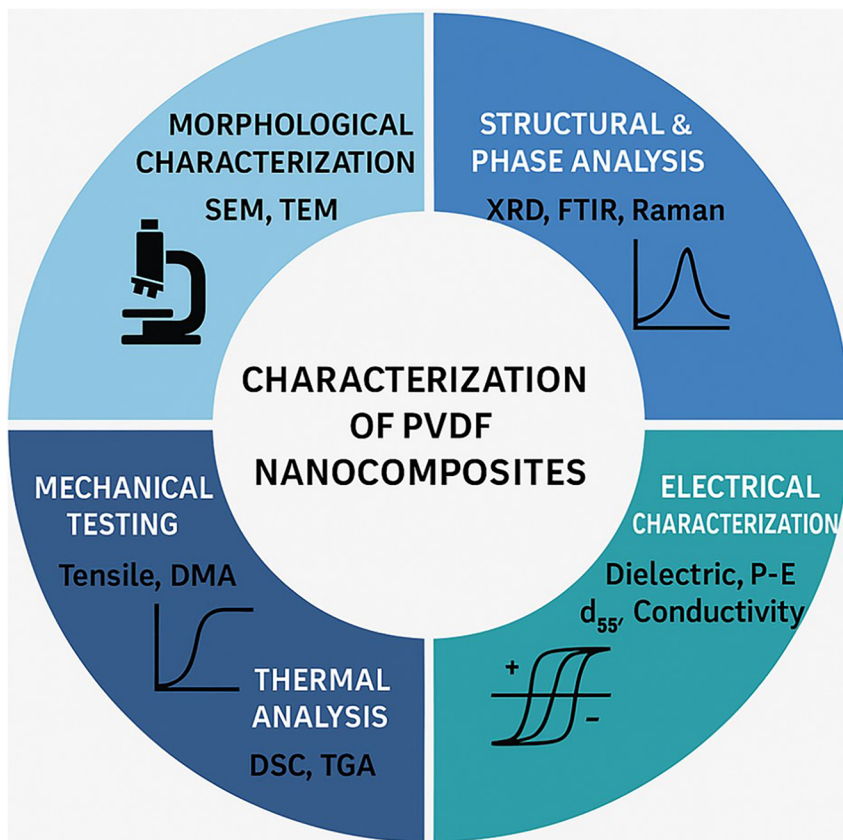 MORPHOLOGICAL
CHARACTERIZATION
SEM, TEM
STRUCTURAL &
PHASE ANALYSIS
XRD, FTIR, Raman
CHARACTERIZATION
OF PVDF
NANOCOMPOSITES
MECHANICAL
TESTING
Tensile, DMA
THERMAL
ANALYSIS
DSC, TGA
ELECTRICAL
CHARACTERIZATION
Dielectric, P-E
d₅₅′ Conductivity
+
−